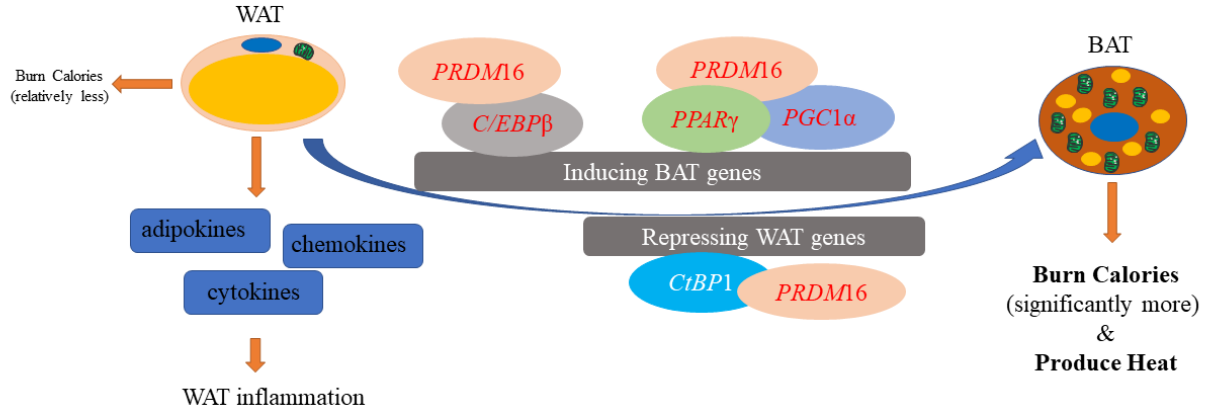 WAT
Burn Calories
(relatively less)
adipokines
chemokines
cytokines
WAT inflammation
PRDM16
C/EBPβ
PRDM16
PPARγ
PGC1α
Inducing BAT genes
Repressing WAT genes
CtBP1
PRDM16
BAT
Burn Calories
(significantly more)
&
Produce Heat